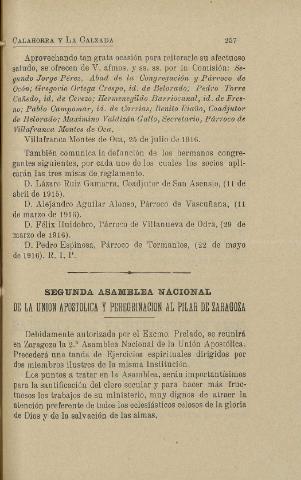 CALAHORRA Y LA CALZADA 257
Aprovechando tan grata ocasión para reiterarle su afectuoso
saludo, se ofrecen de V. afmos. y ss. ss. por la Comisión: Se-
gundo Jorge Pérez, Abad de la Congregación y Párroco de
Ocón; Gregorio Ortega Crespo, id. de Belorado; Pedro Torre
Cañedo, id. de Cerezo; Hermenegildo Barriocanal, id. de Fres-
no; Pablo Campomar, id. de Corrias; Benito Viaña, Coadjutor
de Belorado; Maximino Valdizán Gallo, Secretario, Párroco de
Villafranca Montes de Oca.
Villafranca Montes de Oca, 25 de julio de 1916.
También comunica la defunción de los hermanos congre-
gantes siguientes, por cada uno de los cuales los socios apli-
carán las tres misas de reglamento.
D. Lázaro Ruiz Gamarra, Coadjutor de San Asensio, (11 de
abril de 1915).
D. Alejandro Aguilar Alonso, Párroco de Vascuñana, (11
de marzo de 1915).
D. Félix Huidobro, Párroco de Villanueva de Odra, (29 de
marzo de 1916).
D. Pedro Espinosa, Párroco de Tormantos, (22 de mayo
de 1916). R. I. P.
SEGUNDA ASAMBLEA NACIONAL
DE LA UNION APOSTOLICA Y PEREGRINACION AL PILAR DE ZARAGOZA
Debidamente autorizada por el Excmo. Prelado, se reunirá
en Zaragoza la 2.ª Asamblea Nacional de la Unión Apostólica.
Precederá una tanda de Ejercicios espirituales dirigidos por
dos miembros ilustres de la misma Institución.
Los puntos a tratar en la Asamblea, serán importantísimos
para la santificación del clero secular y para hacer más fruc-
tuosos los trabajos de su ministerio, muy dignos de atraer la
atención preferente de todos los eclesiásticos celosos de la gloria
de Dios y de la salvación de las almas.